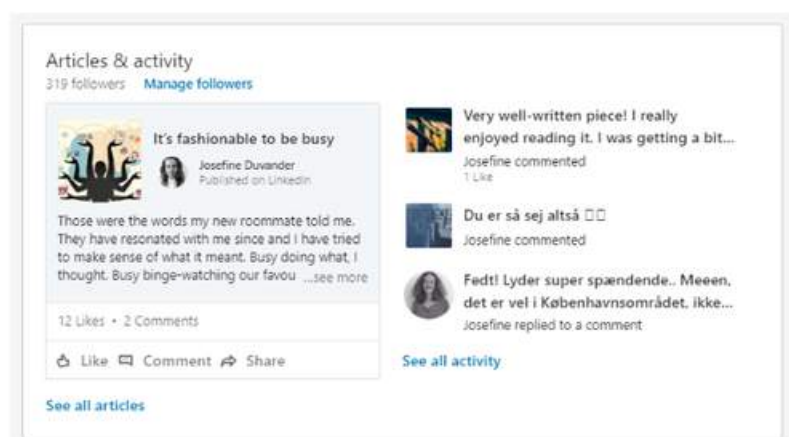 Articles & activity
319 followers Manage followers
It's fashionable to be busy
Josefine Duvander
Published on LinkedIn
Those were the words my new roommate told me.
They have resonated with me since and I have tried
to make sense of what it meant. Busy doing what, I
thought. Busy binge-watching our favou ...see more
12 Likes • 2 Comments
Like Comment Share
See all articles
Very well-written piece! I really
enjoyed reading it. I was getting a bit...
Josefine commented
1 Like
Du er så sej altså ▯▯
Josefine commented
Fedt! Lyder super spændende.. Meeen,
det er vel i Københavnsområdet, ikke...
Josefine replied to a comment
See all activity